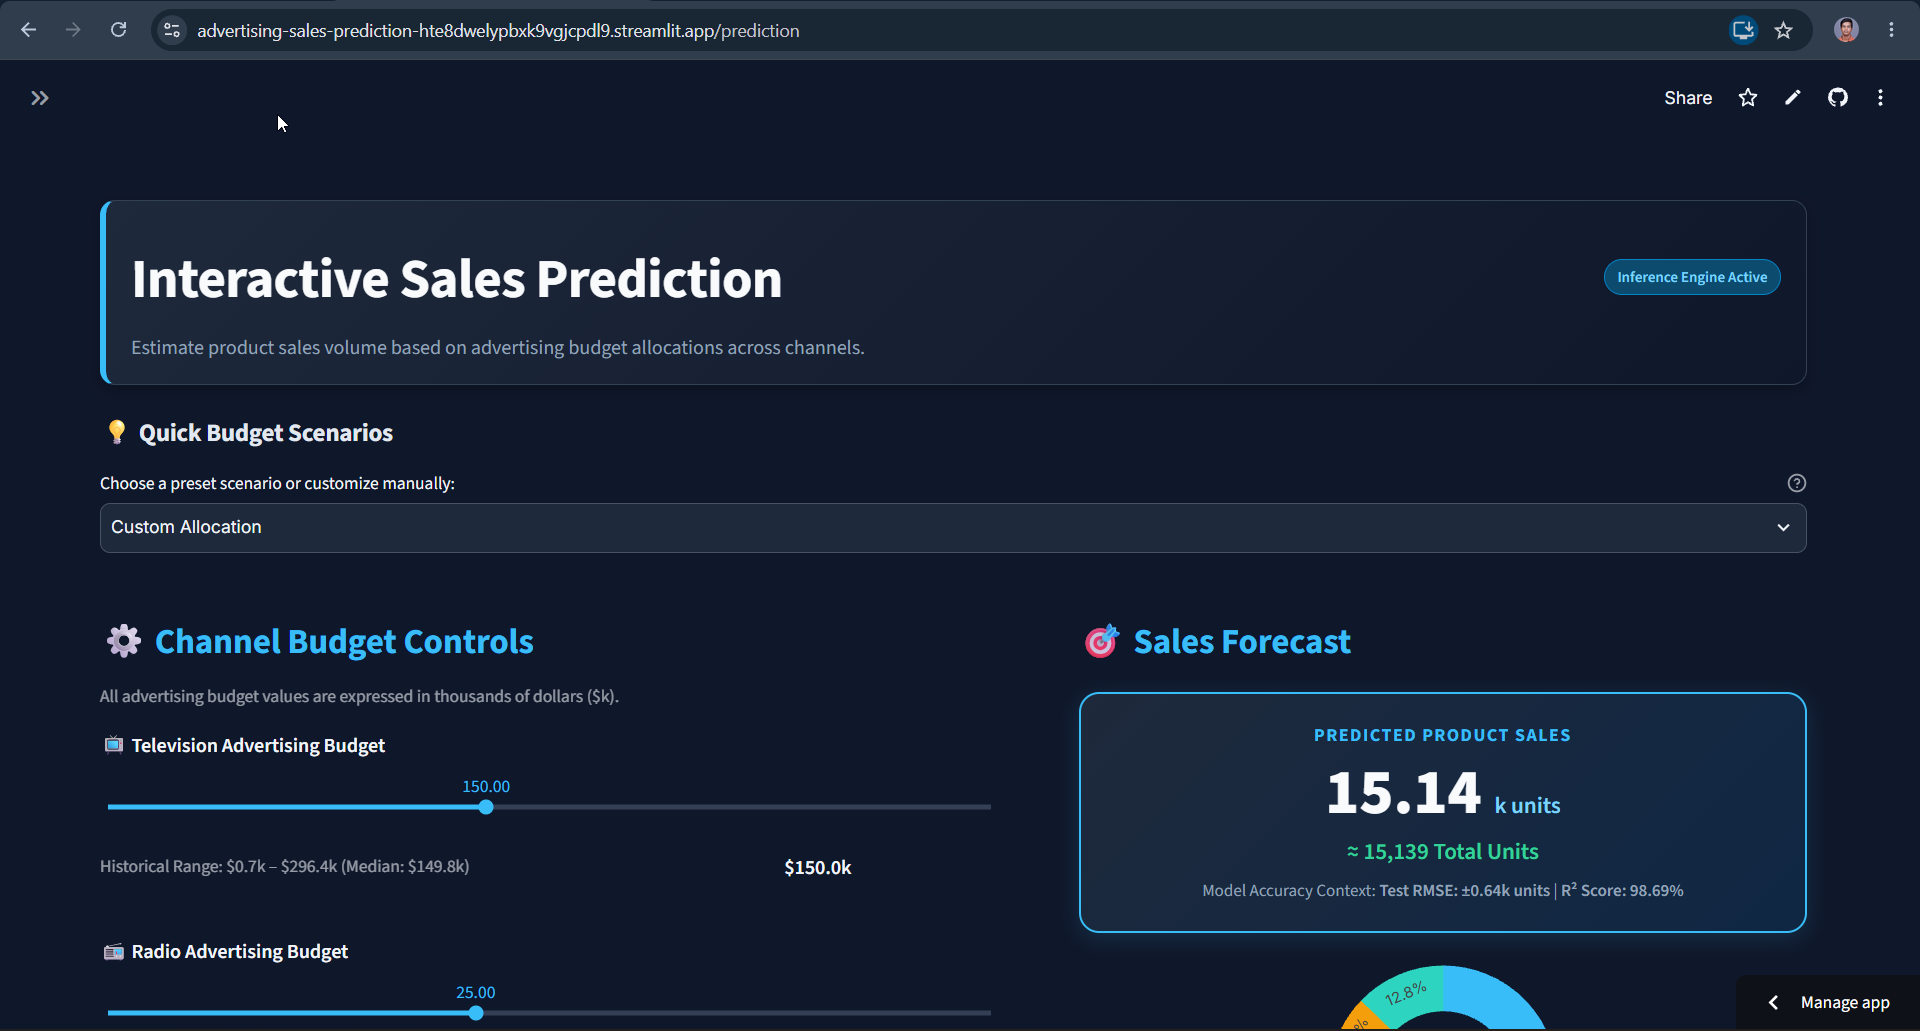 advertising-sales-prediction-hte8dwelypbxk9vgjcpdl9.streamlit.app/prediction
Share
Interactive Sales Prediction
Inference Engine Active
Estimate product sales volume based on advertising budget allocations across channels.
Quick Budget Scenarios
Choose a preset scenario or customize manually:
Custom Allocation
Channel Budget Controls
All advertising budget values are expressed in thousands of dollars ($k).
Television Advertising Budget
150.00
Historical Range: $0.7k – $296.4k (Median: $149.8k)
$150.0k
Radio Advertising Budget
25.00
Sales Forecast
PREDICTED PRODUCT SALES
15.14 k units
≈ 15,139 Total Units
Model Accuracy Context: Test RMSE: ±0.64k units | R² Score: 98.69%
12.8%
Manage app